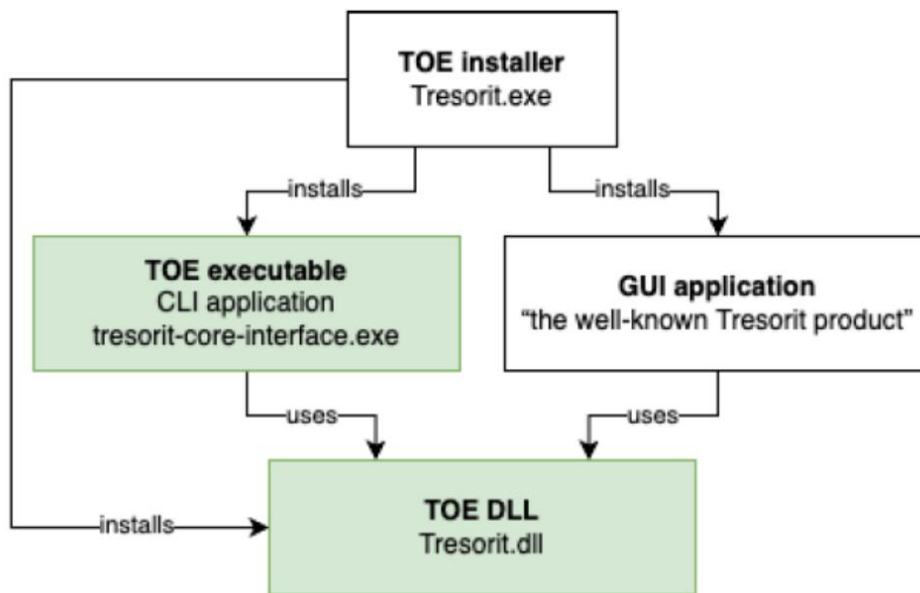 TOE installer
Tresorit.exe
installs
installs
TOE executable
CLI application
tresorit-core-interface.exe
GUI application
“the well-known Tresorit product”
uses
uses
TOE DLL
Tresorit.dll
installs